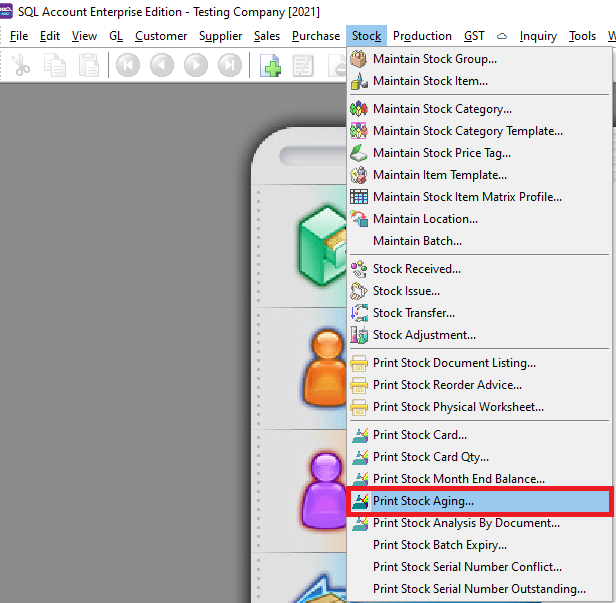 SQL Account Enterprise Edition - Testing Company [2021]
File Edit View GL Customer Supplier Sales Purchase Stock Production GST Inquiry Tools
Maintain Stock Group...
Maintain Stock Item...
Maintain Stock Category...
Maintain Stock Category Template...
Maintain Stock Price Tag...
Maintain Item Template...
Maintain Stock Item Matrix Profile...
Maintain Location...
Maintain Batch...
Stock Received...
Stock Issue...
Stock Transfer...
Stock Adjustment...
Print Stock Document Listing...
Print Stock Reorder Advice...
Print Stock Physical Worksheet...
Print Stock Card...
Print Stock Card Qty...
Print Stock Month End Balance...
Print Stock Aging...
Print Stock Analysis By Document...
Print Stock Batch Expiry...
Print Stock Serial Number Conflict...
Print Stock Serial Number Outstanding...